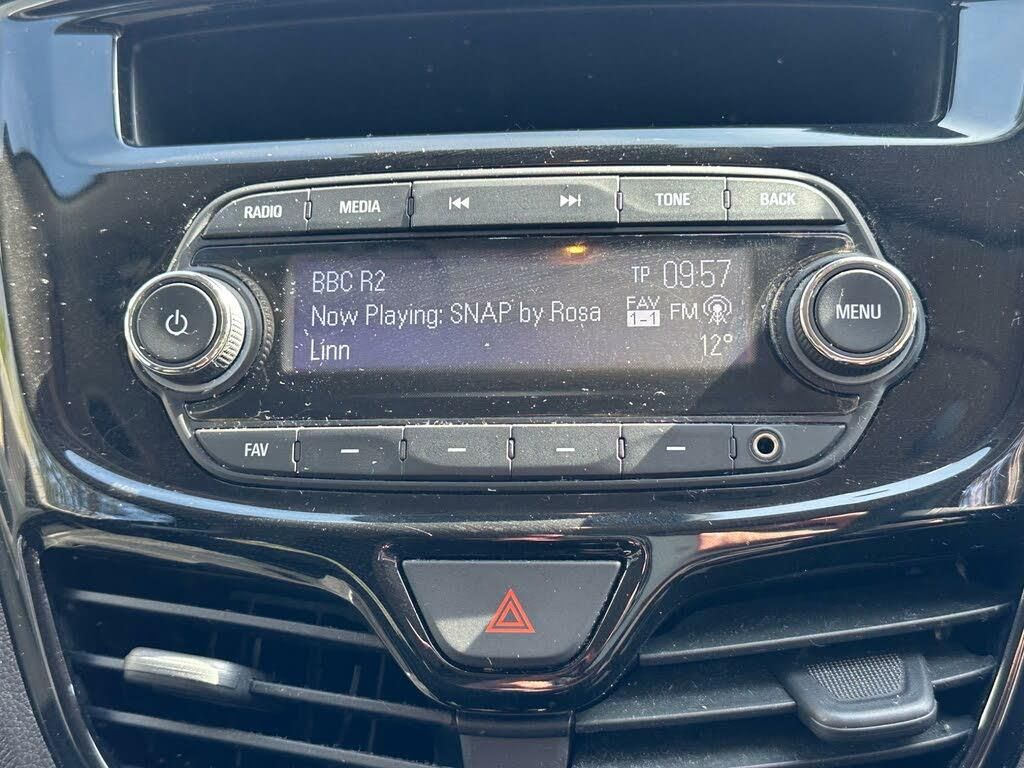 RADIO MEDIA TONE BACK
BBC R2 TP 09:57
Now Playing: SNAP by Rosa FAV 1-1 FM
Linn 12°
MENU
FAV